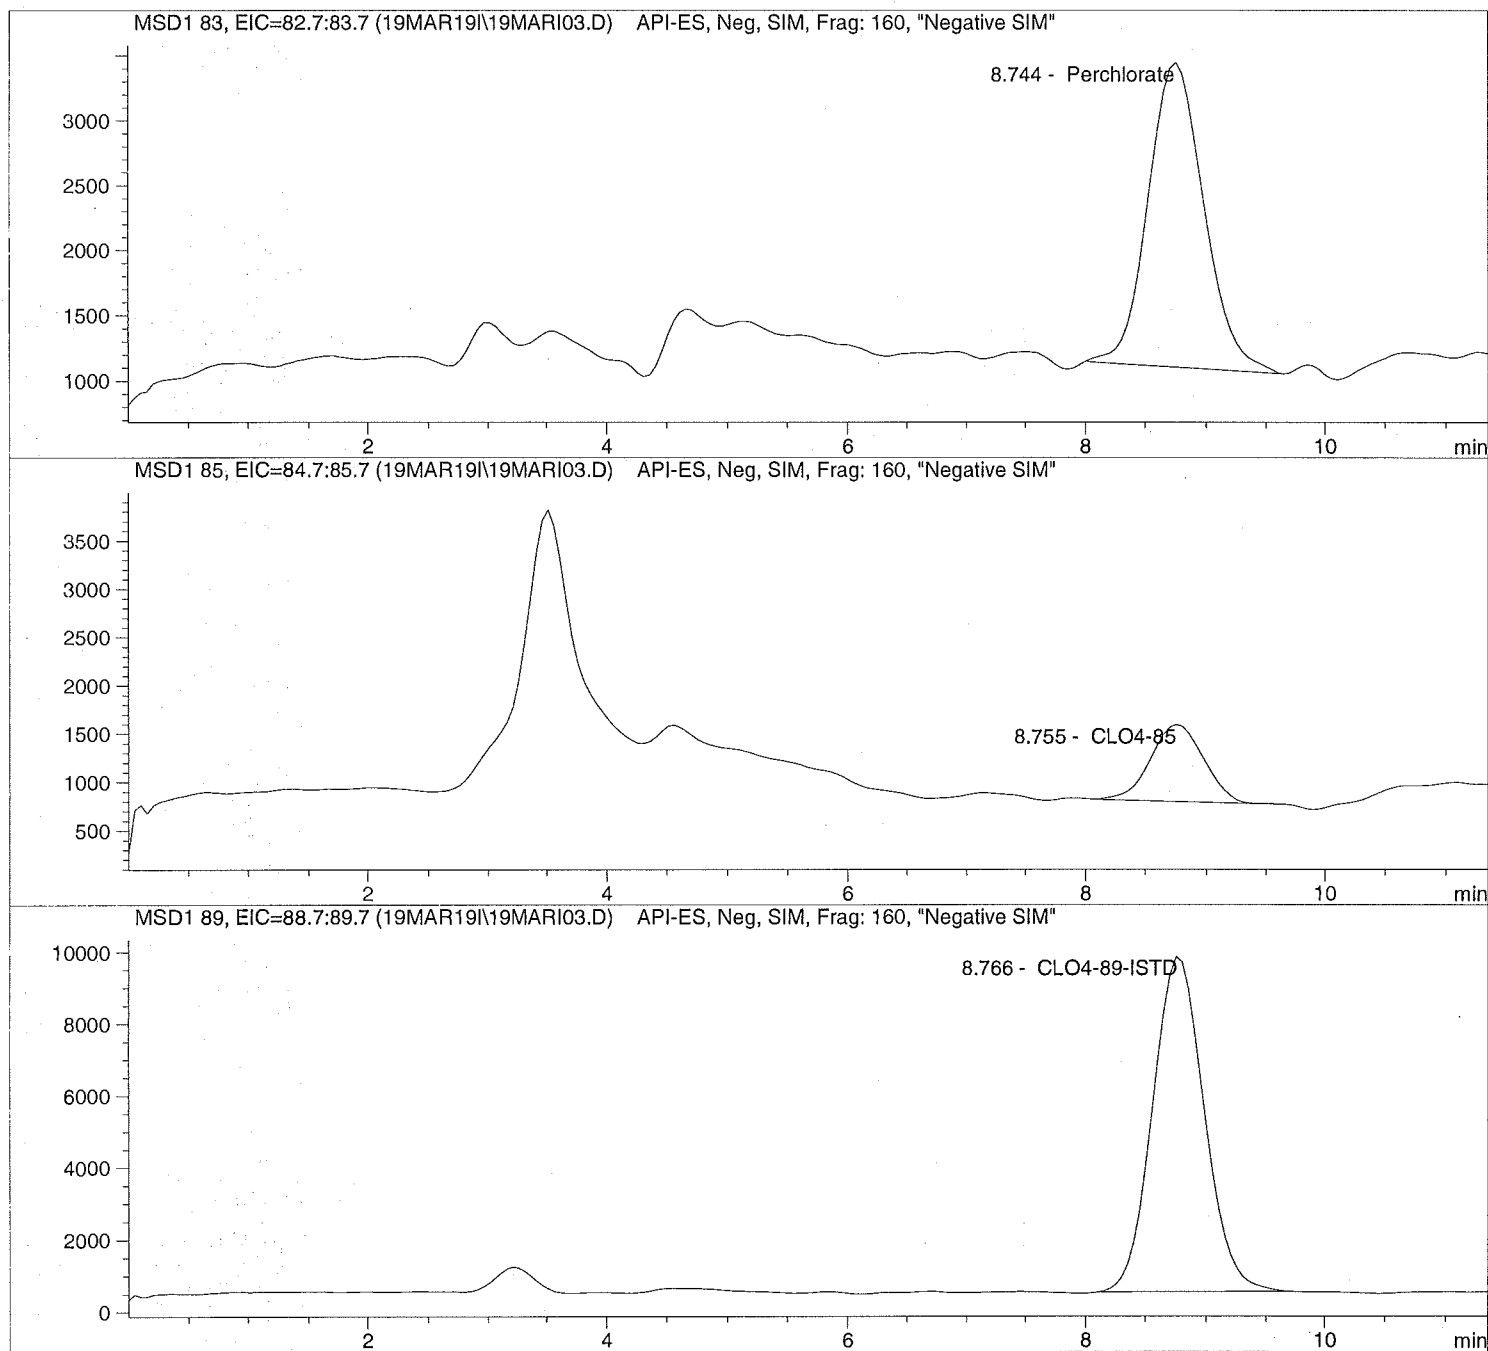 MSD1 83, EIC=82.7:83.7 (19MAR19I\19MARI03.D)    API-ES, Neg, SIM, Frag: 160, "Negative SIM"
8.744 -  Perchlorate
3000
2500
2000
1500
1000
2 4 6 8 10 min
MSD1 85, EIC=84.7:85.7 (19MAR19I\19MARI03.D)    API-ES, Neg, SIM, Frag: 160, "Negative SIM"
3500
3000
2500
2000
1500
8.755 -  CLO4-85
1000
500
2 4 6 8 10 min
MSD1 89, EIC=88.7:89.7 (19MAR19I\19MARI03.D)    API-ES, Neg, SIM, Frag: 160, "Negative SIM"
10000
8.766 -  CLO4-89-ISTD
8000
6000
4000
2000
0
2 4 6 8 10 min